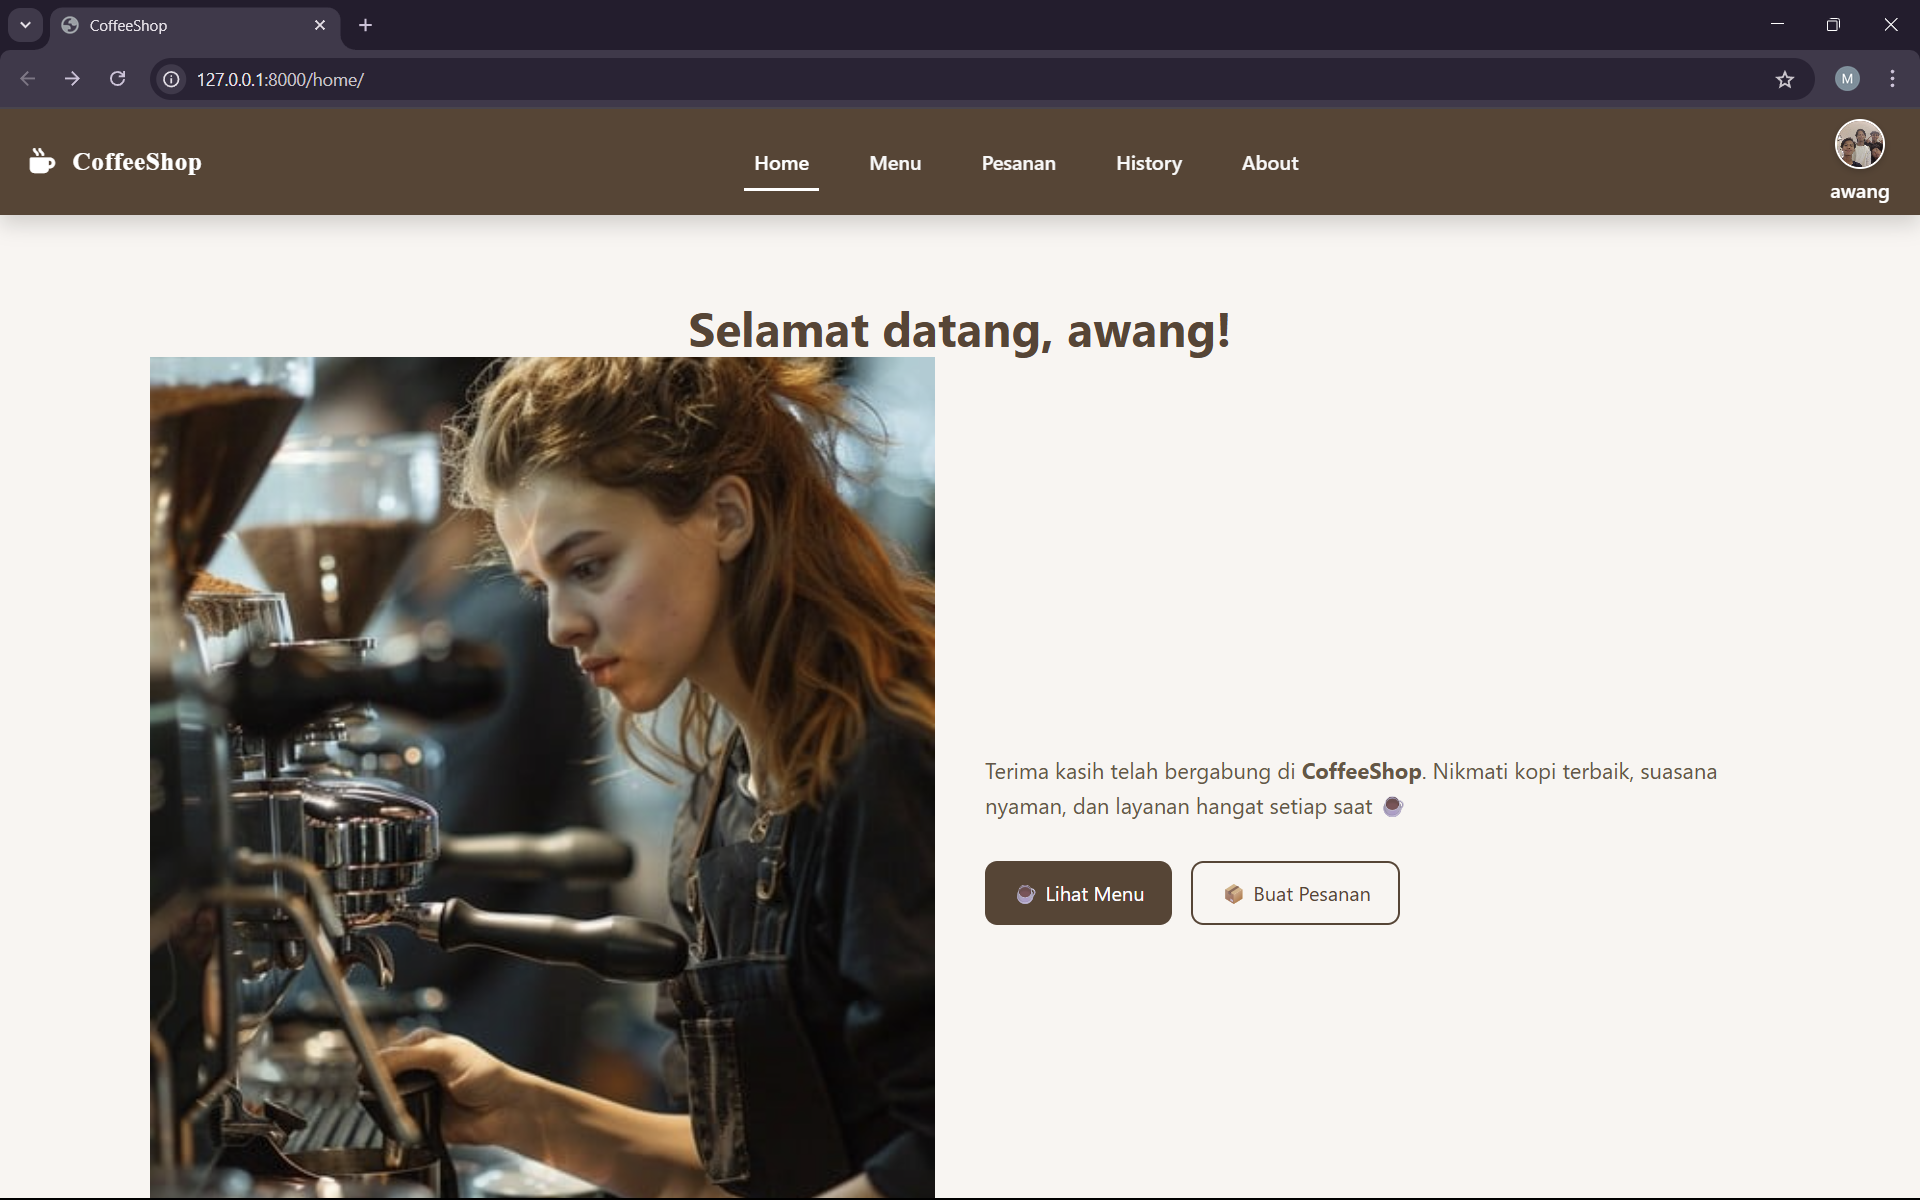 CoffeeShop
127.0.0.1:8000/home/
M
CoffeeShop
Home
Menu
Pesanan
History
About
awang
Selamat datang, awang!
Terima kasih telah bergabung di CoffeeShop. Nikmati kopi terbaik, suasana
nyaman, dan layanan hangat setiap saat ☕
☕ Lihat Menu
📦 Buat Pesanan